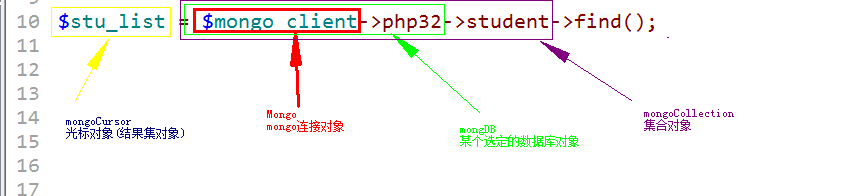 10 $stu_list = $mongo_client->php32->student->find();
11
12
13
14
mongoCursor
光标对象(结果集对象)
Mongo
mongo连接对象
mongDB
某个选定的数据库对象
mongoCollection
集合对象
15
16
17